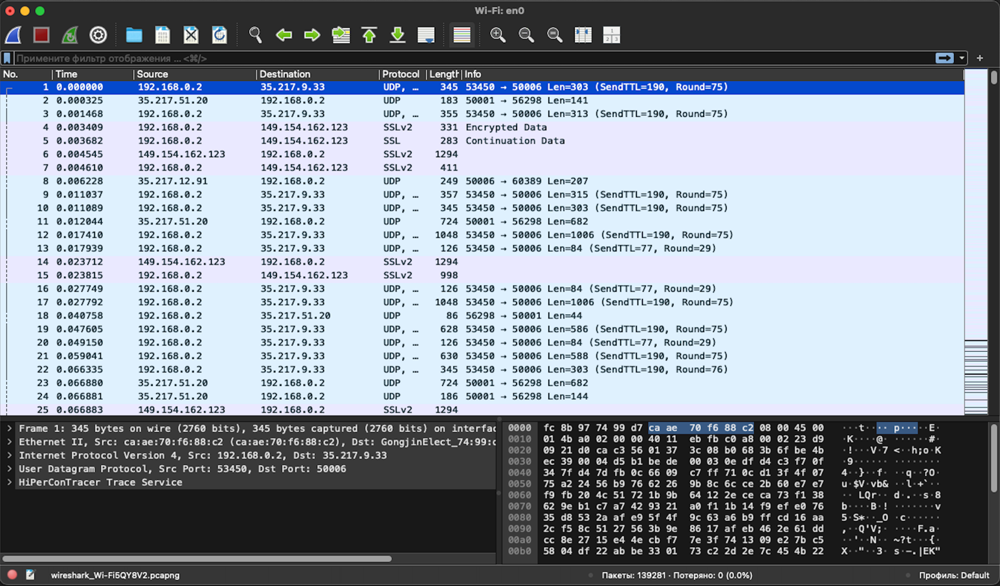 Wi-Fi: en0
Примените фильтр отображения … <⌘/>
No. Time Source Destination Protocol Length Info
1 0.000000 192.168.0.2 35.217.9.33 UDP, … 345 53450 → 50006 Len=303 (SendTTL=190, Round=75)
2 0.000325 35.217.51.20 192.168.0.2 UDP 183 50001 → 56298 Len=141
3 0.001468 192.168.0.2 35.217.9.33 UDP, … 355 53450 → 50006 Len=313 (SendTTL=190, Round=75)
4 0.003409 192.168.0.2 149.154.162.123 SSLv2 331 Encrypted Data
5 0.003682 192.168.0.2 149.154.162.123 SSL 283 Continuation Data
6 0.004545 149.154.162.123 192.168.0.2 SSLv2 1294
7 0.004610 192.168.0.2 149.154.162.123 SSLv2 411
8 0.006228 35.217.12.91 192.168.0.2 UDP 249 50006 → 60389 Len=207
9 0.011037 192.168.0.2 35.217.9.33 UDP, … 357 53450 → 50006 Len=315 (SendTTL=190, Round=75)
10 0.011089 192.168.0.2 35.217.9.33 UDP, … 345 53450 → 50006 Len=303 (SendTTL=190, Round=75)
11 0.012044 35.217.51.20 192.168.0.2 UDP 724 50001 → 56298 Len=682
12 0.017410 192.168.0.2 35.217.9.33 UDP, … 1048 53450 → 50006 Len=1006 (SendTTL=190, Round=75)
13 0.017939 192.168.0.2 35.217.9.33 UDP, … 126 53450 → 50006 Len=84 (SendTTL=77, Round=29)
14 0.023712 149.154.162.123 192.168.0.2 SSLv2 1294
15 0.023815 192.168.0.2 149.154.162.123 SSLv2 998
16 0.027749 192.168.0.2 35.217.9.33 UDP, … 126 53450 → 50006 Len=84 (SendTTL=77, Round=29)
17 0.027792 192.168.0.2 35.217.9.33 UDP, … 1048 53450 → 50006 Len=1006 (SendTTL=190, Round=75)
18 0.040758 192.168.0.2 35.217.51.20 UDP 86 56298 → 50001 Len=44
19 0.047605 192.168.0.2 35.217.9.33 UDP, … 628 53450 → 50006 Len=586 (SendTTL=190, Round=75)
20 0.049150 192.168.0.2 35.217.9.33 UDP, … 126 53450 → 50006 Len=84 (SendTTL=77, Round=29)
21 0.059041 192.168.0.2 35.217.9.33 UDP, … 630 53450 → 50006 Len=588 (SendTTL=190, Round=75)
22 0.066335 192.168.0.2 35.217.9.33 UDP, … 345 53450 → 50006 Len=303 (SendTTL=190, Round=76)
23 0.066880 35.217.51.20 192.168.0.2 UDP 724 50001 → 56298 Len=682
24 0.066881 35.217.51.20 192.168.0.2 UDP 186 50001 → 56298 Len=144
25 0.066883 149.154.162.123 192.168.0.2 SSLv2 1294
Frame 1: 345 bytes on wire (2760 bits), 345 bytes captured (2760 bits) on interfac
Ethernet II, Src: ca:ae:70:f6:88:c2 (ca:ae:70:f6:88:c2), Dst: GongjinElect_74:99:c
Internet Protocol Version 4, Src: 192.168.0.2, Dst: 35.217.9.33
User Datagram Protocol, Src Port: 53450, Dst Port: 50006
HiPerConTracer Trace Service
0000 fc 8b 97 74 99 d7 ca ae 70 f6 88 c2 08 00 45 00 ···t···· p·····E·
0010 01 4b a0 02 00 00 40 11 eb fb c0 a8 00 02 23 d9 ·K····@· ······#·
0020 09 21 d0 ca c3 56 01 37 3c 08 b0 68 3b 6f be 4b ·!···V·7 <··h;o·K
0030 ec 39 00 04 d5 b1 be de 00 03 0e df d4 c3 f7 0f ·9······ ········
0040 34 7f d4 7d fb 0c 66 09 c7 ff 71 0c d1 3f 4f 07 4··}··f· ··q··?O·
0050 75 a2 24 56 b9 76 62 26 9b 8c 6c ce 2b 60 e7 e7 u·$V·vb& ··l·+`··
0060 f9 fb 20 4c 51 72 1b 9b 64 12 2e ce ca 73 f1 38 ·· LQr·· d·.··s·8
0070 62 9e b1 c7 a7 42 93 21 a0 f1 1b 14 f9 ef e0 76 b····B·! ·······v
0080 35 d8 53 2a af e9 5f 4f 9c 63 a6 b9 ff cd 16 aa 5·S*··_O ·c······
0090 2c f5 8c 51 27 56 3b 9e 86 17 af eb 46 2e 61 dd ,··Q'V;· ····F.a·
00a0 cc 8e 27 15 e4 4e cb f7 7e 3f 74 13 09 e2 7b c5 ··'··N·· ~?t···{·
00b0 58 04 df 22 ab be 33 01 73 c2 2d 2e 7c 45 4b 22 X··"··3· s·-.|EK"
wireshark_Wi-Fi5QY8V2.pcapng Пакеты: 139281 · Потеряно: 0 (0.0%) Профиль: Default